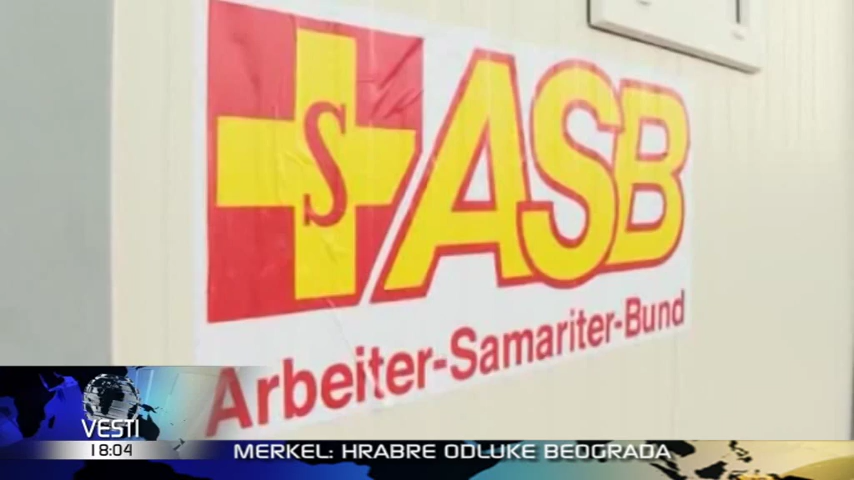 S
ASB
Arbeiter-Samariter-Bund
VESTI
18:04
MERKEL: HRABRE ODLUKE BEOGRADA